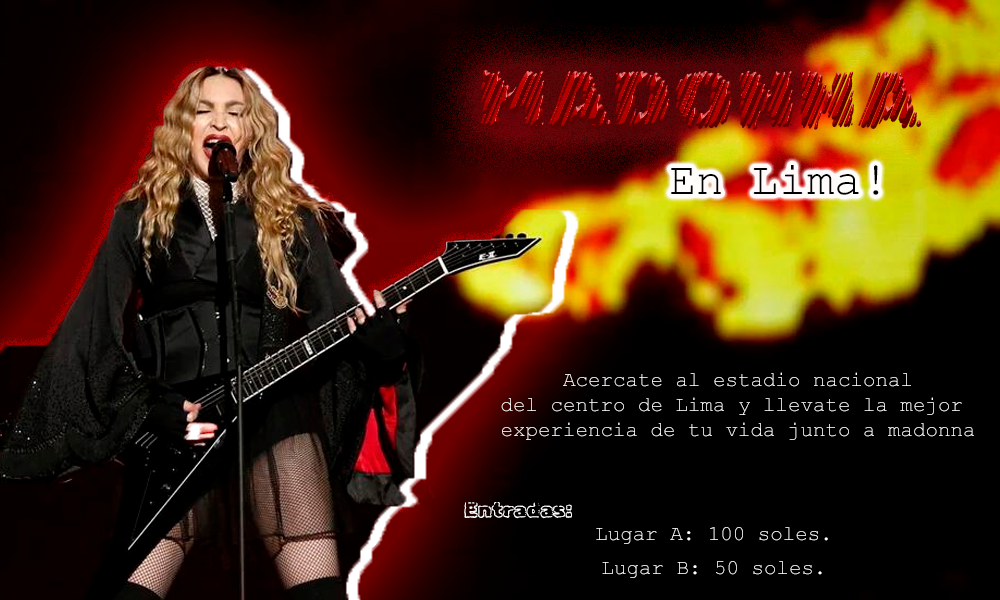 MADONNA
En Lima!
Acercate al estadio nacional
del centro de Lima y llevate la mejor
experiencia de tu vida junto a madonna
Entradas:
Lugar A: 100 soles.
Lugar B: 50 soles.